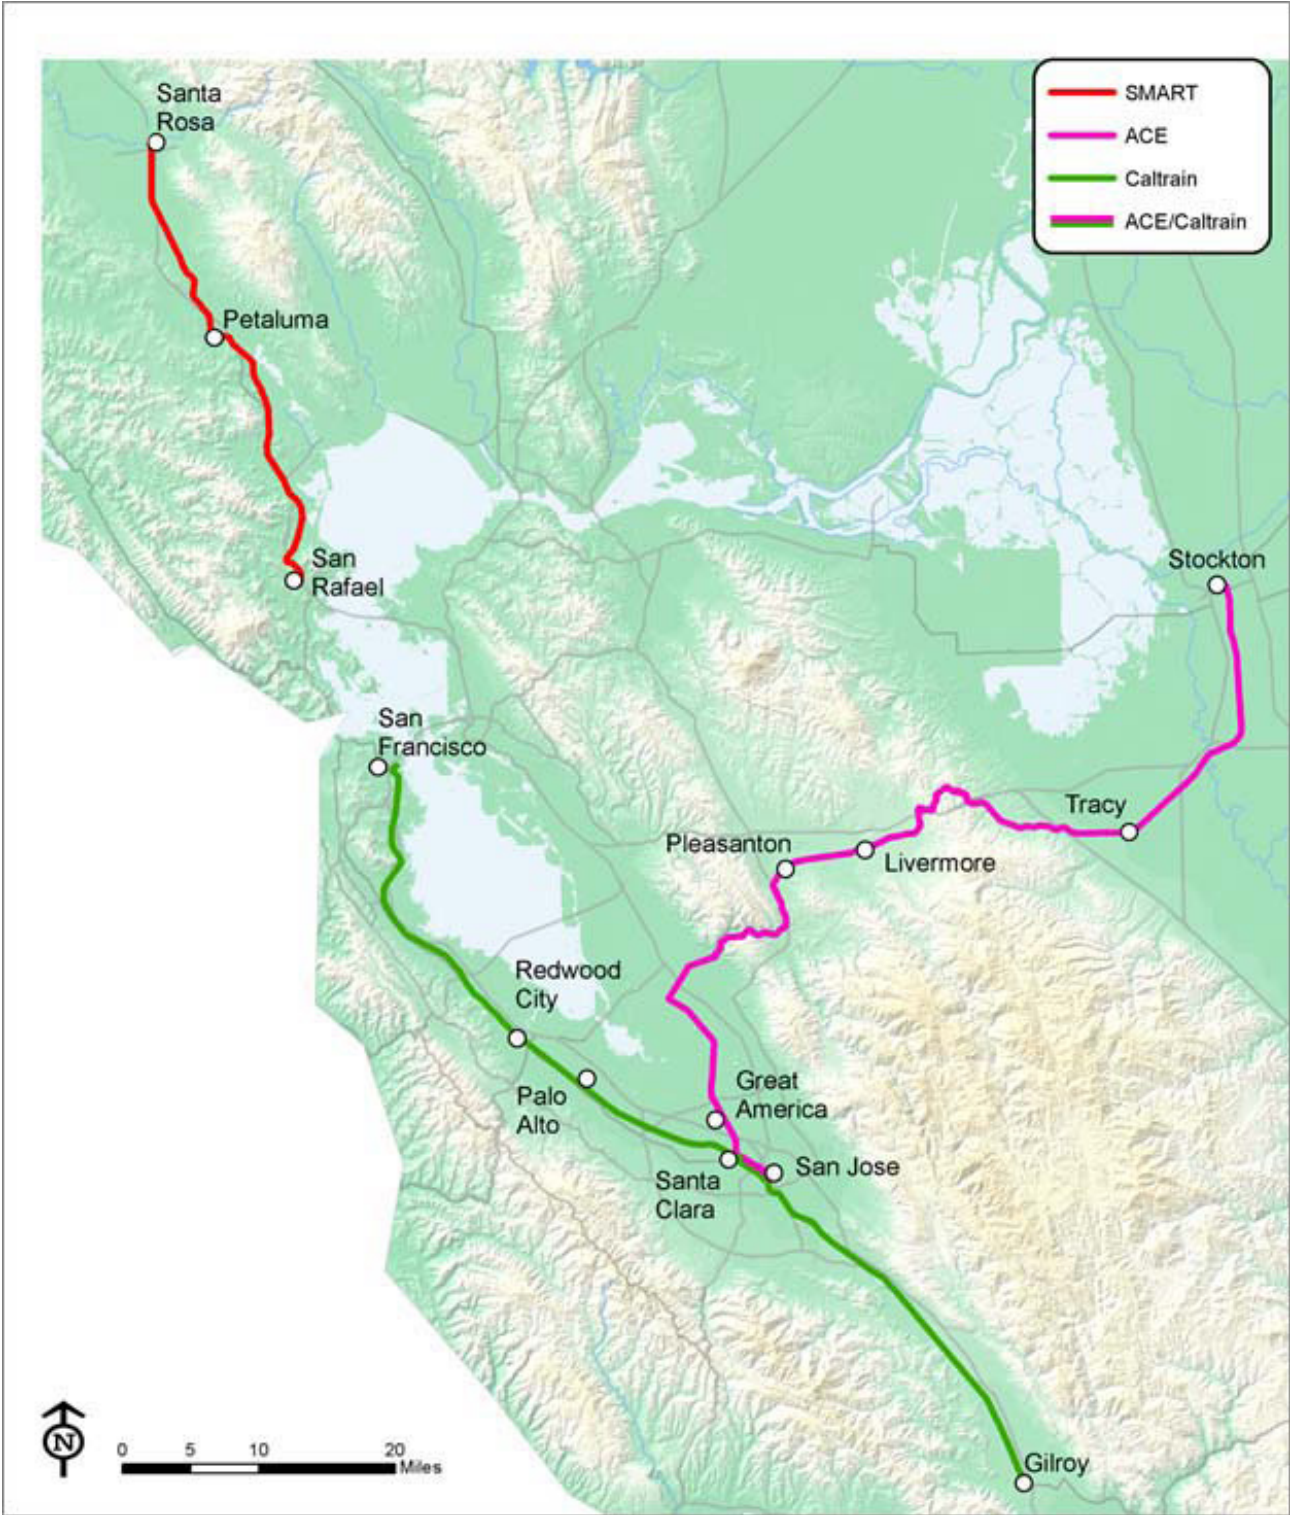 Santa
Rosa
SMART
ACE
Caltrain
ACE/Caltrain
Petaluma
San
Rafael
Stockton
San
Francisco
Tracy
Pleasanton
Livermore
Redwood
City
Palo
Alto
Great
America
Santa
Clara
San Jose
Gilroy
N
0 5 10 20
Miles